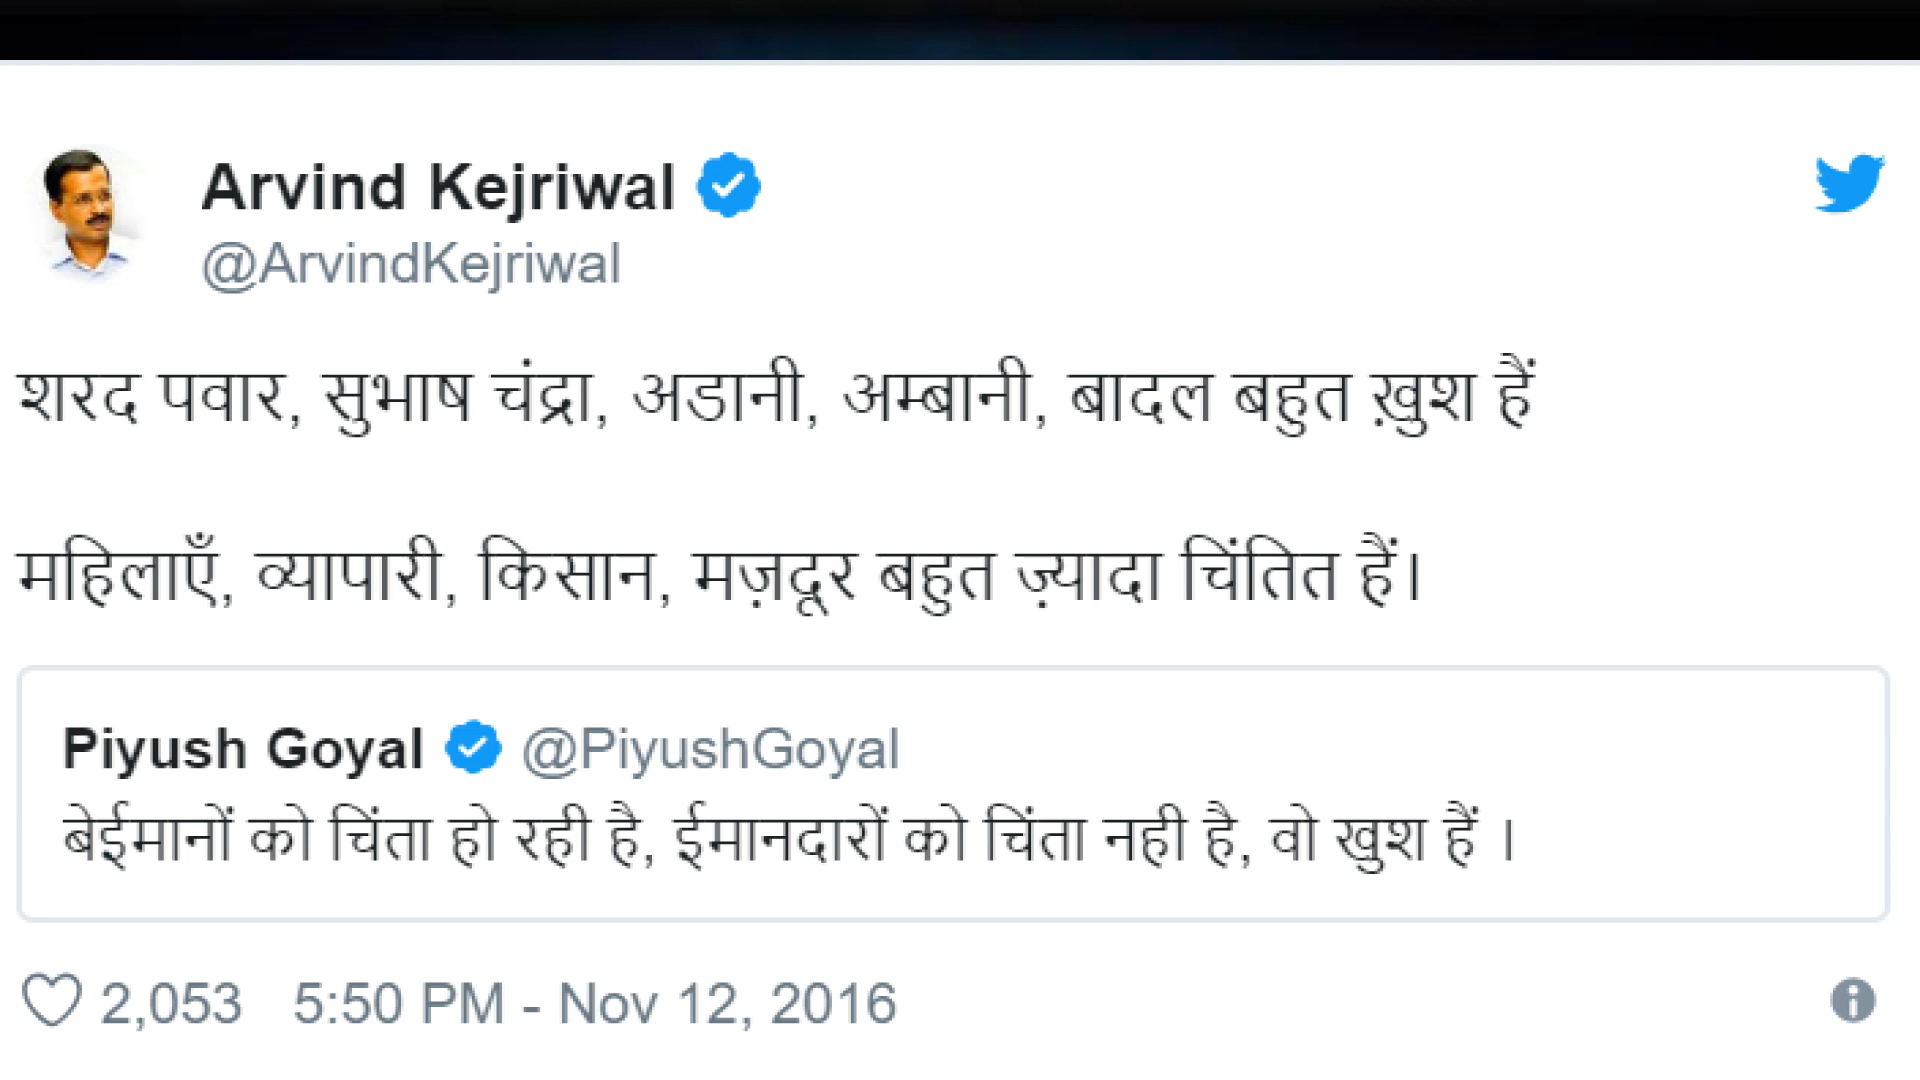 Arvind Kejriwal
@ArvindKejriwal
शरद पवार, सुभाष चंद्रा, अडानी, अम्बानी, बादल बहुत ख़ुश हैं
महिलाएँ, व्यापारी, किसान, मज़दूर बहुत ज़्यादा चिंतित हैं।
Piyush Goyal @PiyushGoyal
बेईमानों को चिंता हो रही है, ईमानदारों को चिंता नही है, वो खुश हैं ।
2,053 5:50 PM - Nov 12, 2016